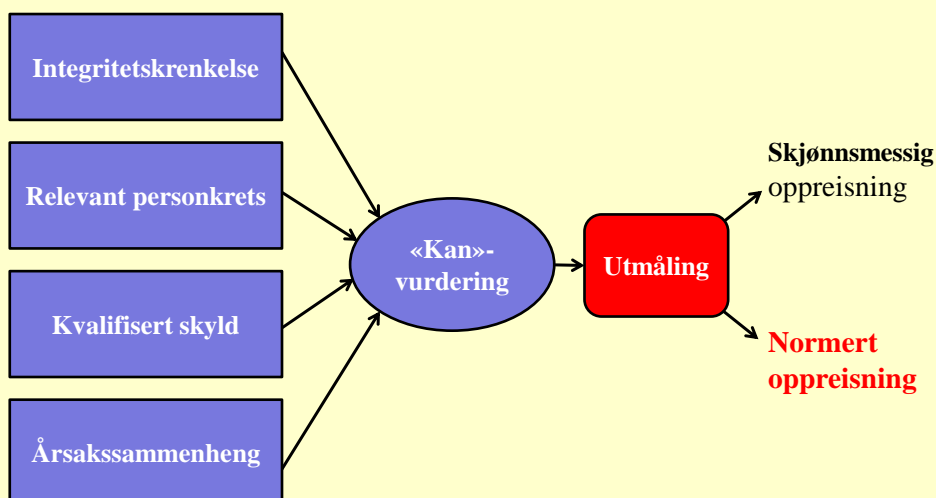 Integritetskrenkelse
Relevant personkrets
Kvalifisert skyld
Årsakssammenheng
«Kan»-
vurdering
Utmåling
Skjønnsmessig
oppreisning
Normert
oppreisning